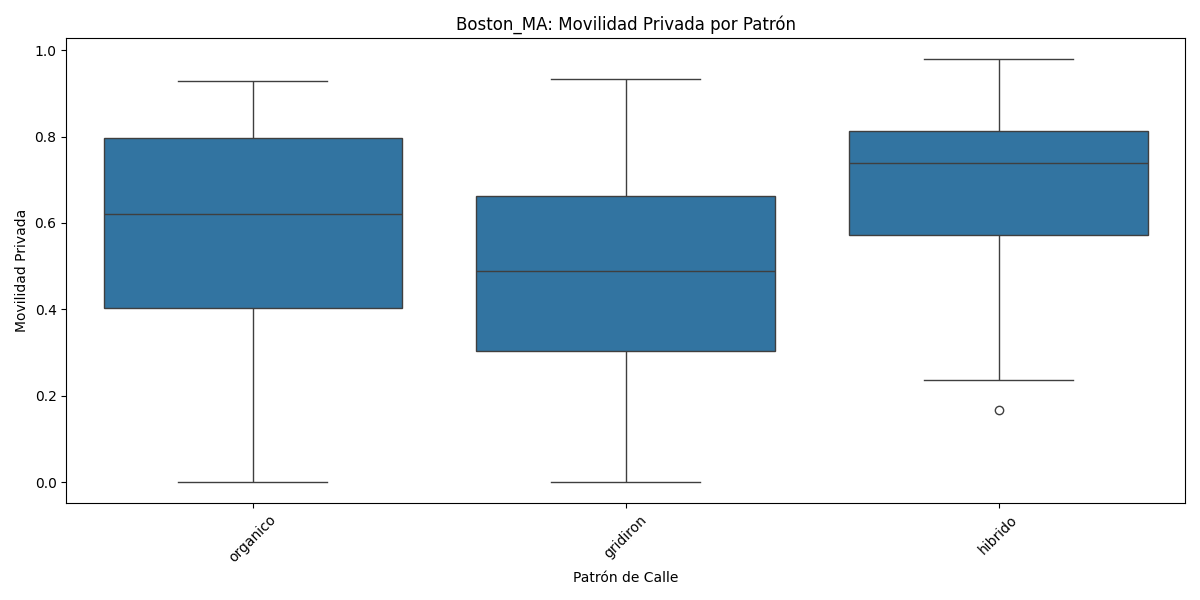 Boston_MA: Movilidad Privada por Patrón
Movilidad Privada
1.0
0.8
0.6
0.4
0.2
0.0
organico
gridiron
hibrido
Patrón de Calle